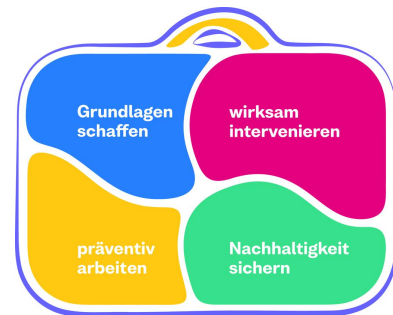 Grundlagen
schaffen
wirksam
intervenieren
präventiv
arbeiten
Nachhaltigkeit
sichern